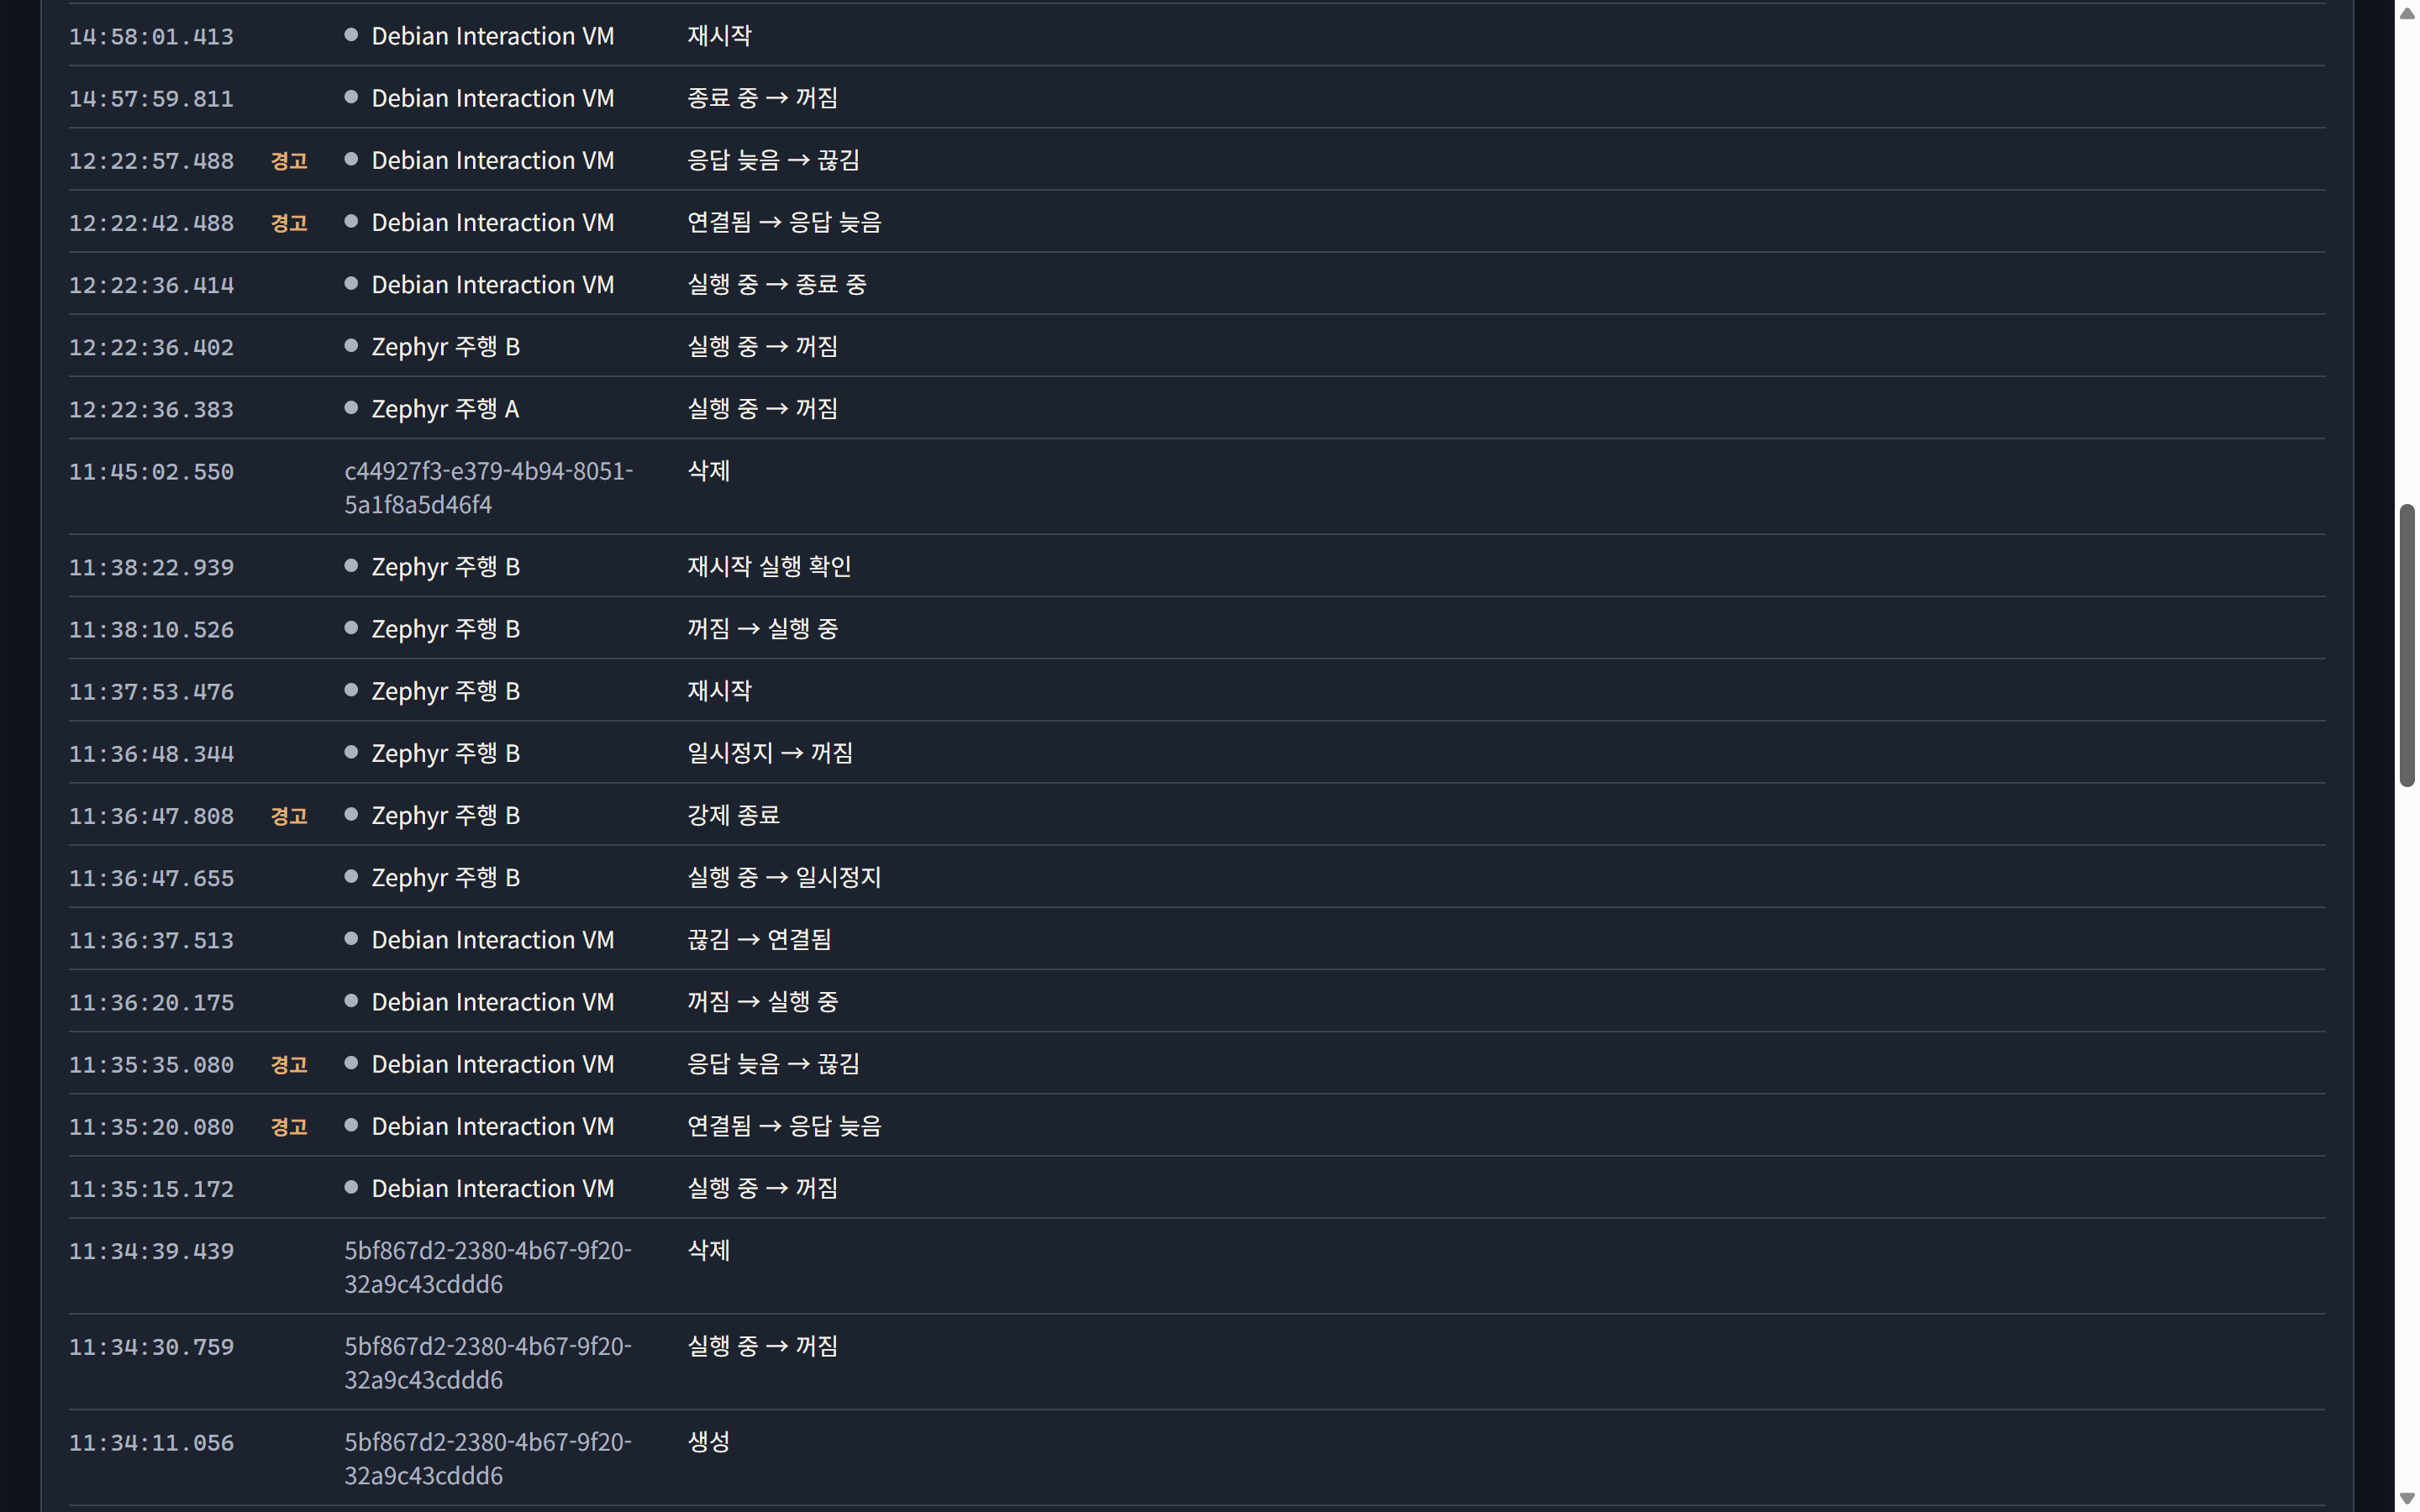 14:58:01.413 Debian Interaction VM 재시작
14:57:59.811 Debian Interaction VM 종료 중 → 꺼짐
12:22:57.488 경고 Debian Interaction VM 응답 늦음 → 끊김
12:22:42.488 경고 Debian Interaction VM 연결됨 → 응답 늦음
12:22:36.414 Debian Interaction VM 실행 중 → 종료 중
12:22:36.402 Zephyr 주행 B 실행 중 → 꺼짐
12:22:36.383 Zephyr 주행 A 실행 중 → 꺼짐
11:45:02.550 c44927f3-e379-4b94-8051- 삭제
5a1f8a5d46f4
11:38:22.939 Zephyr 주행 B 재시작 실행 확인
11:38:10.526 Zephyr 주행 B 꺼짐 → 실행 중
11:37:53.476 Zephyr 주행 B 재시작
11:36:48.344 Zephyr 주행 B 일시정지 → 꺼짐
11:36:47.808 경고 Zephyr 주행 B 강제 종료
11:36:47.655 Zephyr 주행 B 실행 중 → 일시정지
11:36:37.513 Debian Interaction VM 끊김 → 연결됨
11:36:20.175 Debian Interaction VM 꺼짐 → 실행 중
11:35:35.080 경고 Debian Interaction VM 응답 늦음 → 끊김
11:35:20.080 경고 Debian Interaction VM 연결됨 → 응답 늦음
11:35:15.172 Debian Interaction VM 실행 중 → 꺼짐
11:34:39.439 5bf867d2-2380-4b67-9f20- 삭제
32a9c43cddd6
11:34:30.759 5bf867d2-2380-4b67-9f20- 실행 중 → 꺼짐
32a9c43cddd6
11:34:11.056 5bf867d2-2380-4b67-9f20- 생성
32a9c43cddd6